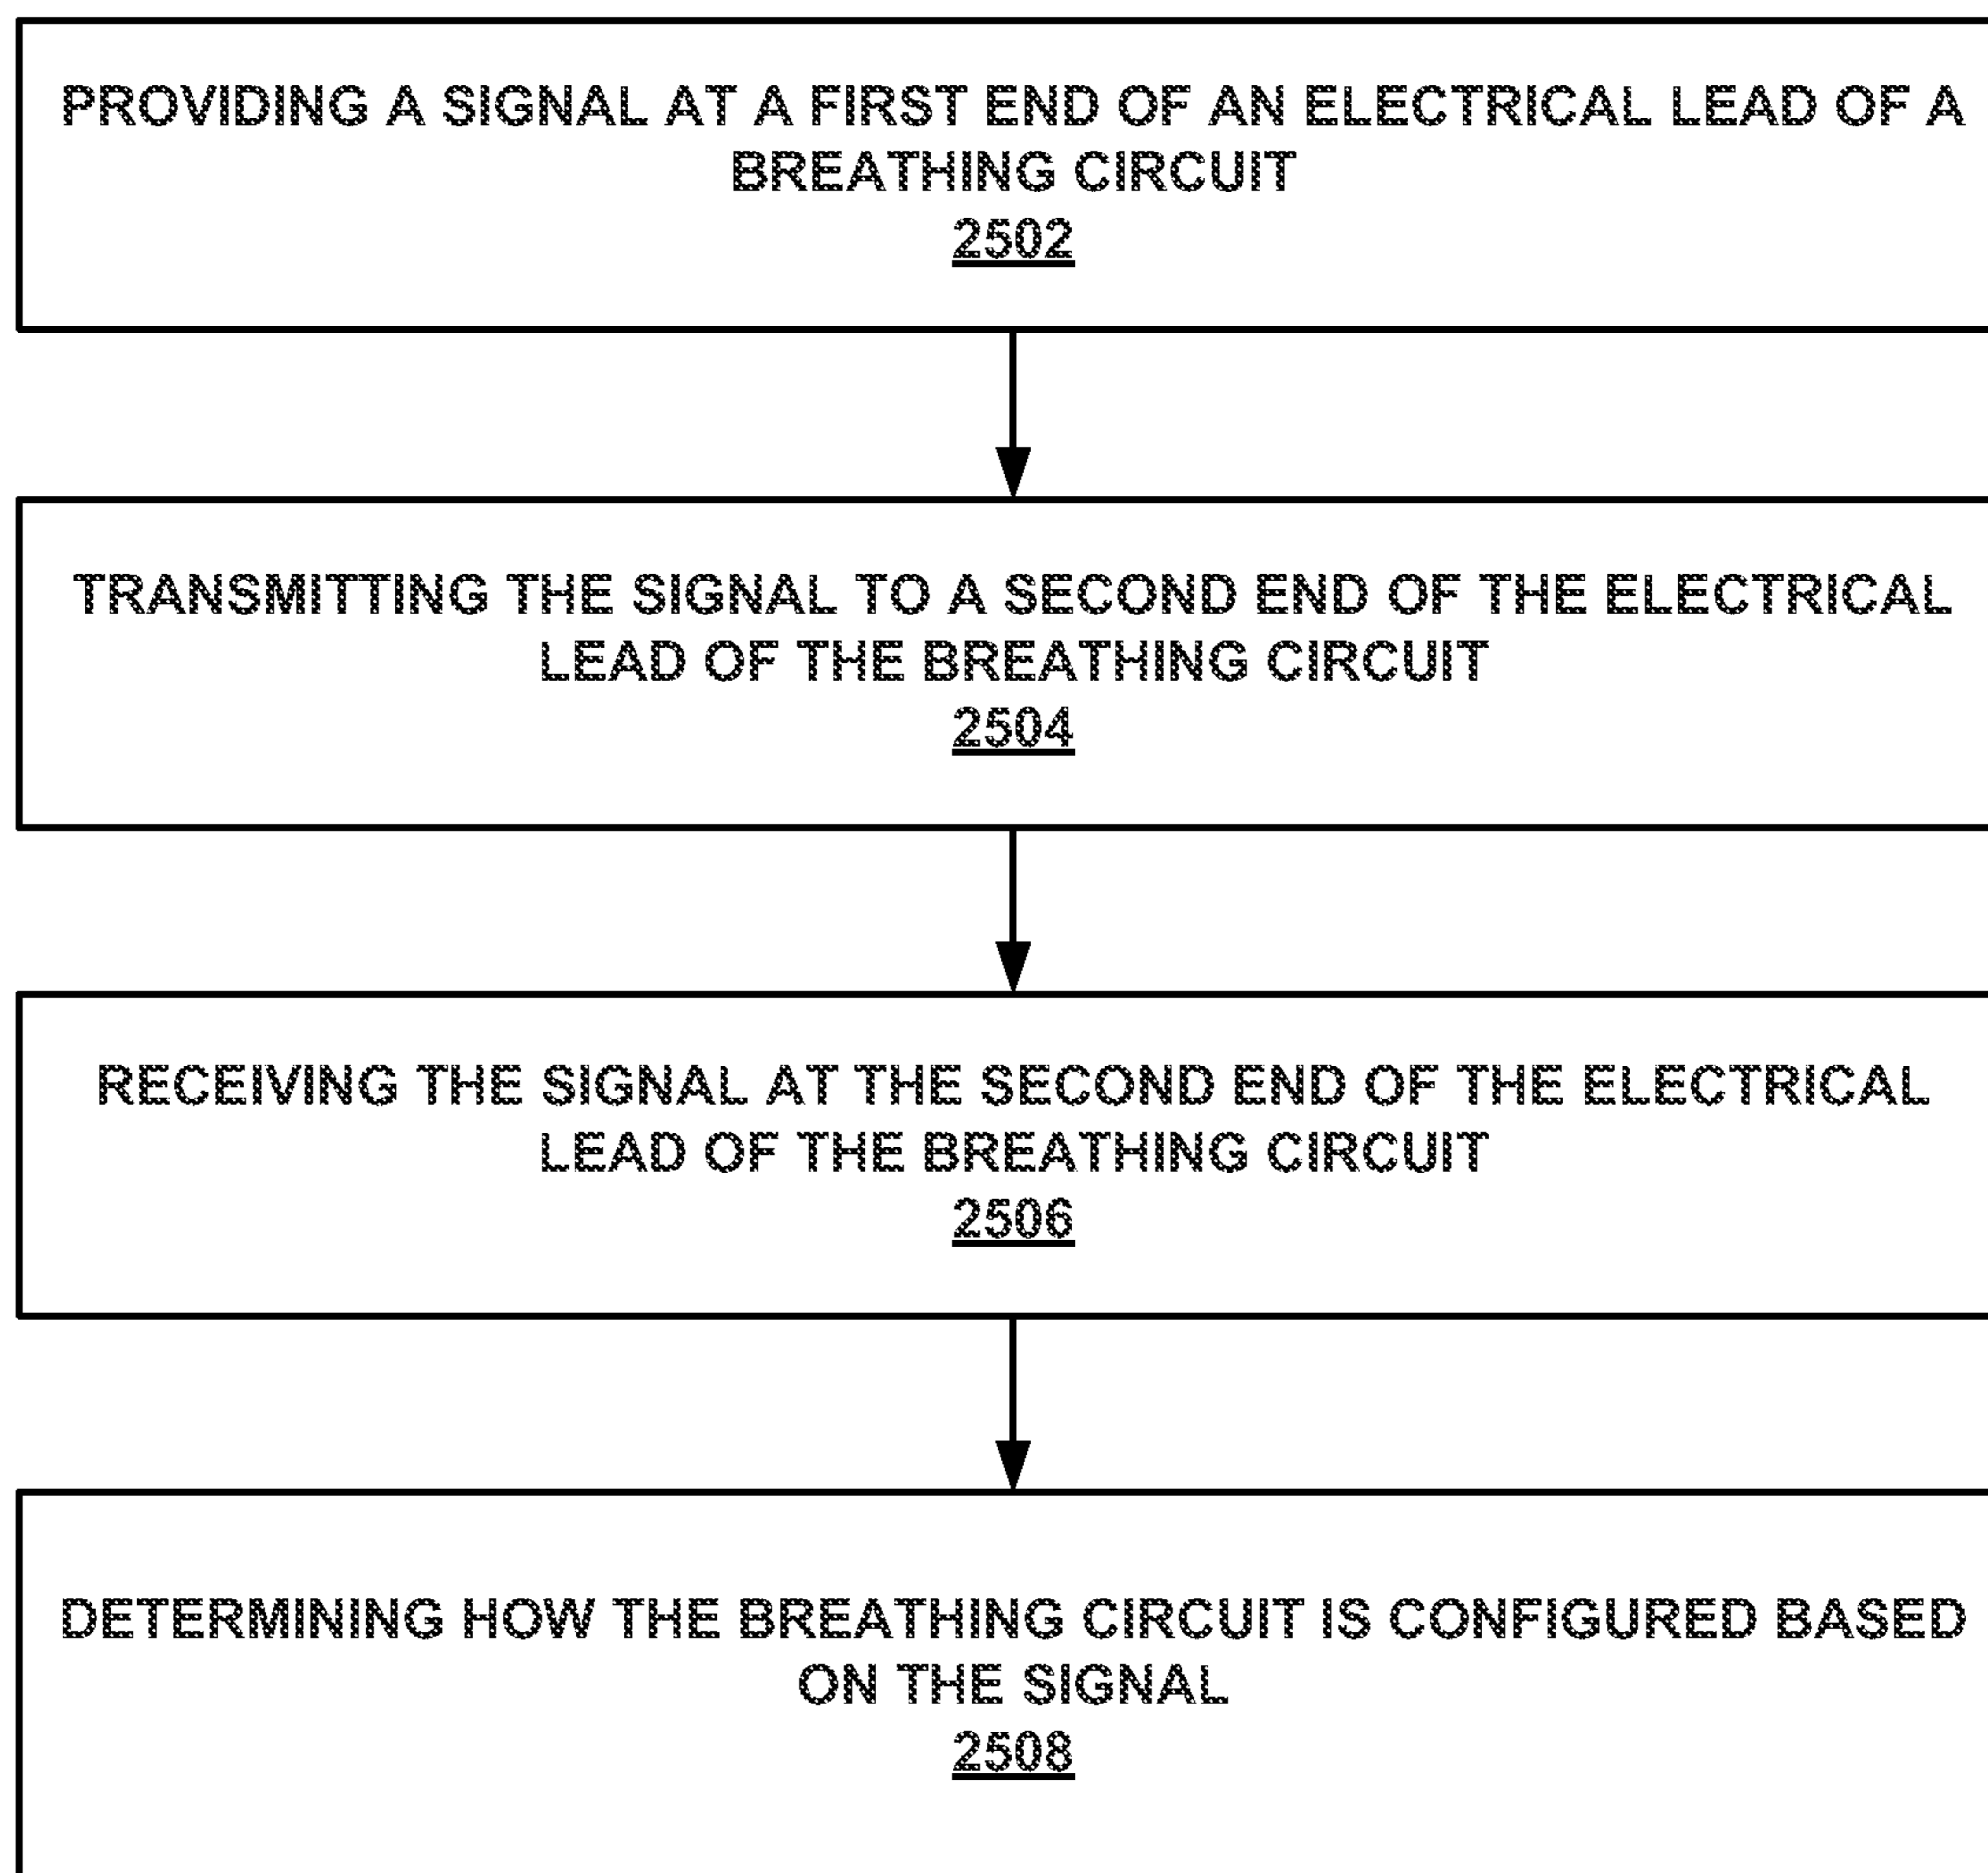 PROVIDING A SIGNAL AT A FIRST END OF AN ELECTRICAL LEAD OF A
BREATHING CIRCUIT
2502
TRANSMITTING THE SIGNAL TO A SECOND END OF THE ELECTRICAL
LEAD OF THE BREATHING CIRCUIT
2504
RECEIVING THE SIGNAL AT THE SECOND END OF THE ELECTRICAL
LEAD OF THE BREATHING CIRCUIT
2506
DETERMINING HOW THE BREATHING CIRCUIT IS CONFIGURED BASED
ON THE SIGNAL
2508